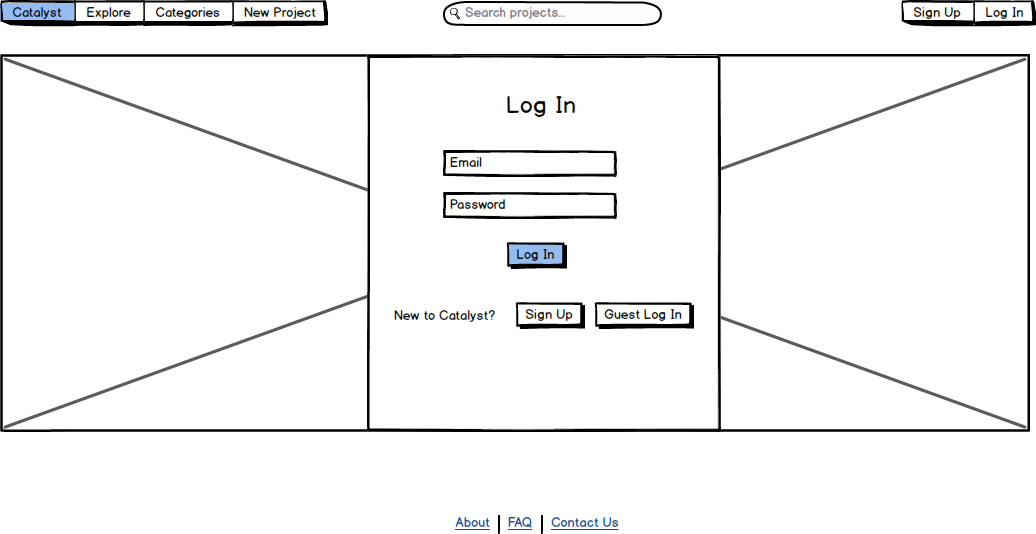 Catalyst Explore Categories New Project Search projects... Sign Up Log In
Log In
Email
Password
Log In
New to Catalyst? Sign Up Guest Log In
About FAQ Contact Us